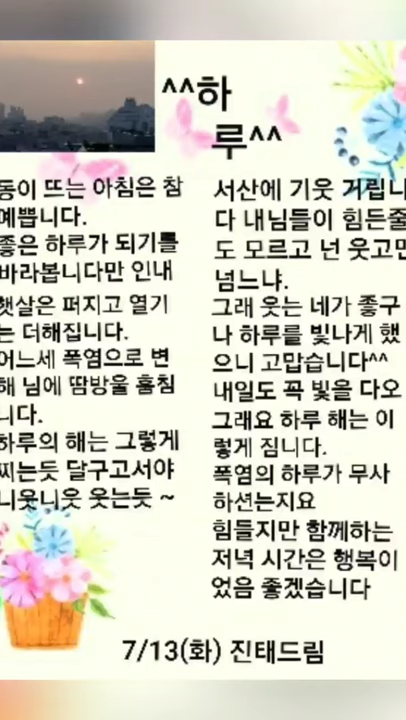 ^^하
루^^
동이 뜨는 아침은 참
예쁩니다.
좋은 하루가 되기를
바라봅니다만 인내
햇살은 퍼지고 열기
는 더해집니다.
어느세 폭염으로 변
해 님에 땀방울 훔침
니다.
하루의 해는 그렇게
찌는듯 달구고서야
니웃니웃 웃는듯 ~
서산에 기웃 거립니
다 내님들이 힘든줄
도 모르고 넌 웃고만
넘느냐.
그래 웃는 네가 좋구
나 하루를 빛나게 했
으니 고맙습니다^^
내일도 꼭 빛을 다오
그래요 하루 해는 이
렇게 짐니다.
폭염의 하루가 무사
하션는지요
힘들지만 함께하는
저녁 시간은 행복이
었음 좋겠습니다
7/13(화) 진태드림